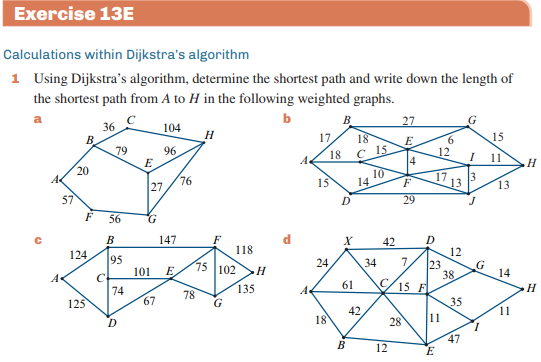 Exercise 13E
Calculations within Dijkstra's algorithm
1 Using Dijkstra's algorithm, determine the shortest path and write down the length of
the shortest path from A to H in the following weighted graphs.
a
A B C E F G H
20 36 79 104 96 27 76 57 56
b
A B C D E F G H I J
17 18 15 18 15 14 10 4 27 6 12 17 13 29 3 15 11 13
c
A B C D E F G H
124 125 95 74 147 101 67 75 78 102 118 135
d
A X B C D E F G H I
24 61 18 42 34 42 7 15 28 12 23 11 12 38 35 47 14 11